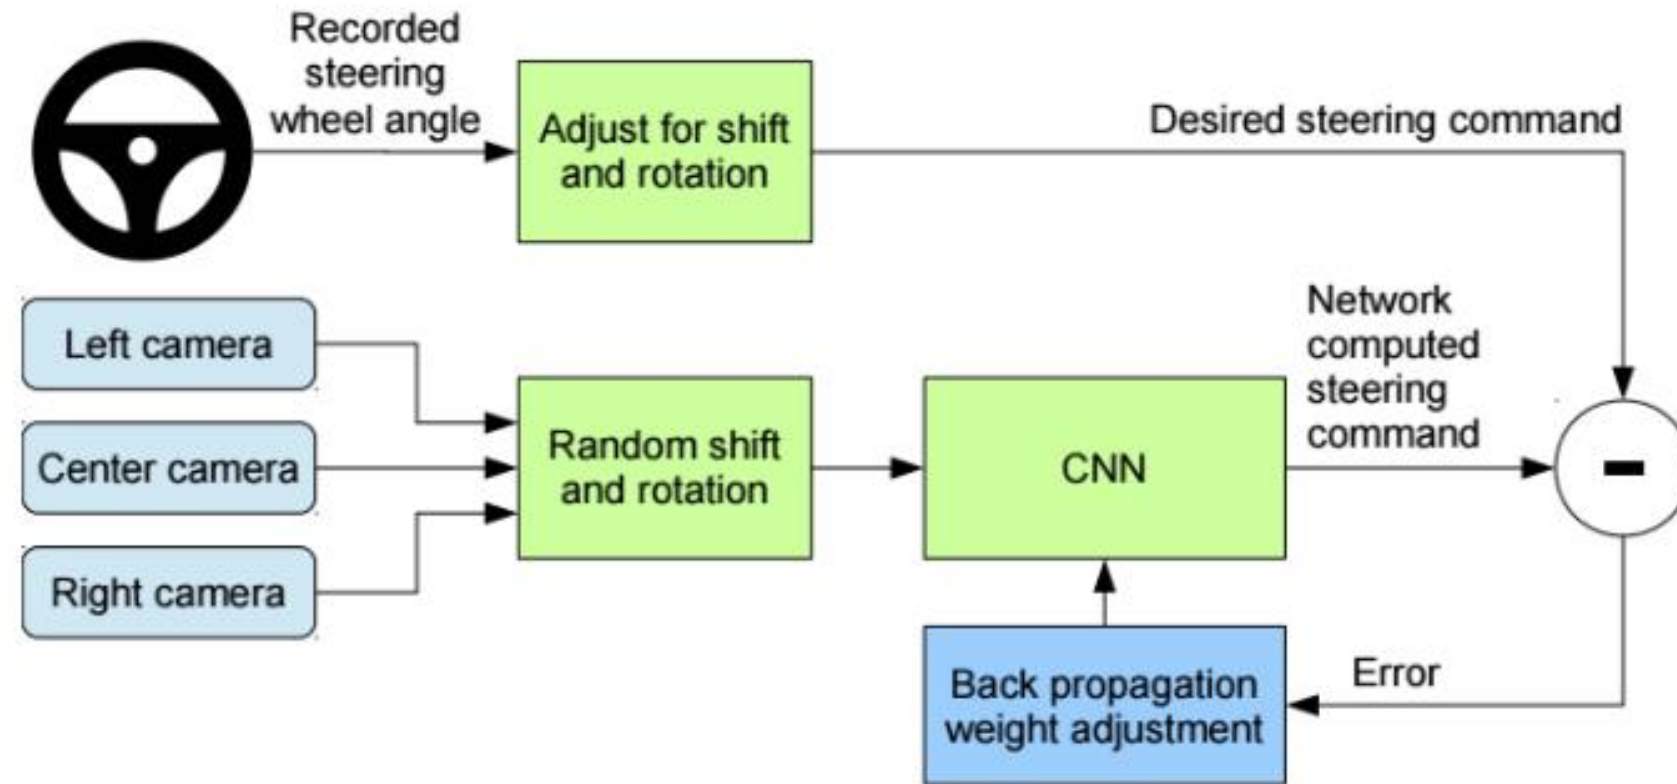 Recorded
steering
wheel angle
Adjust for shift
and rotation
Desired steering command
Left camera
Center camera
Right camera
Random shift
and rotation
CNN
Network
computed
steering
command
-
Back propagation
weight adjustment
Error